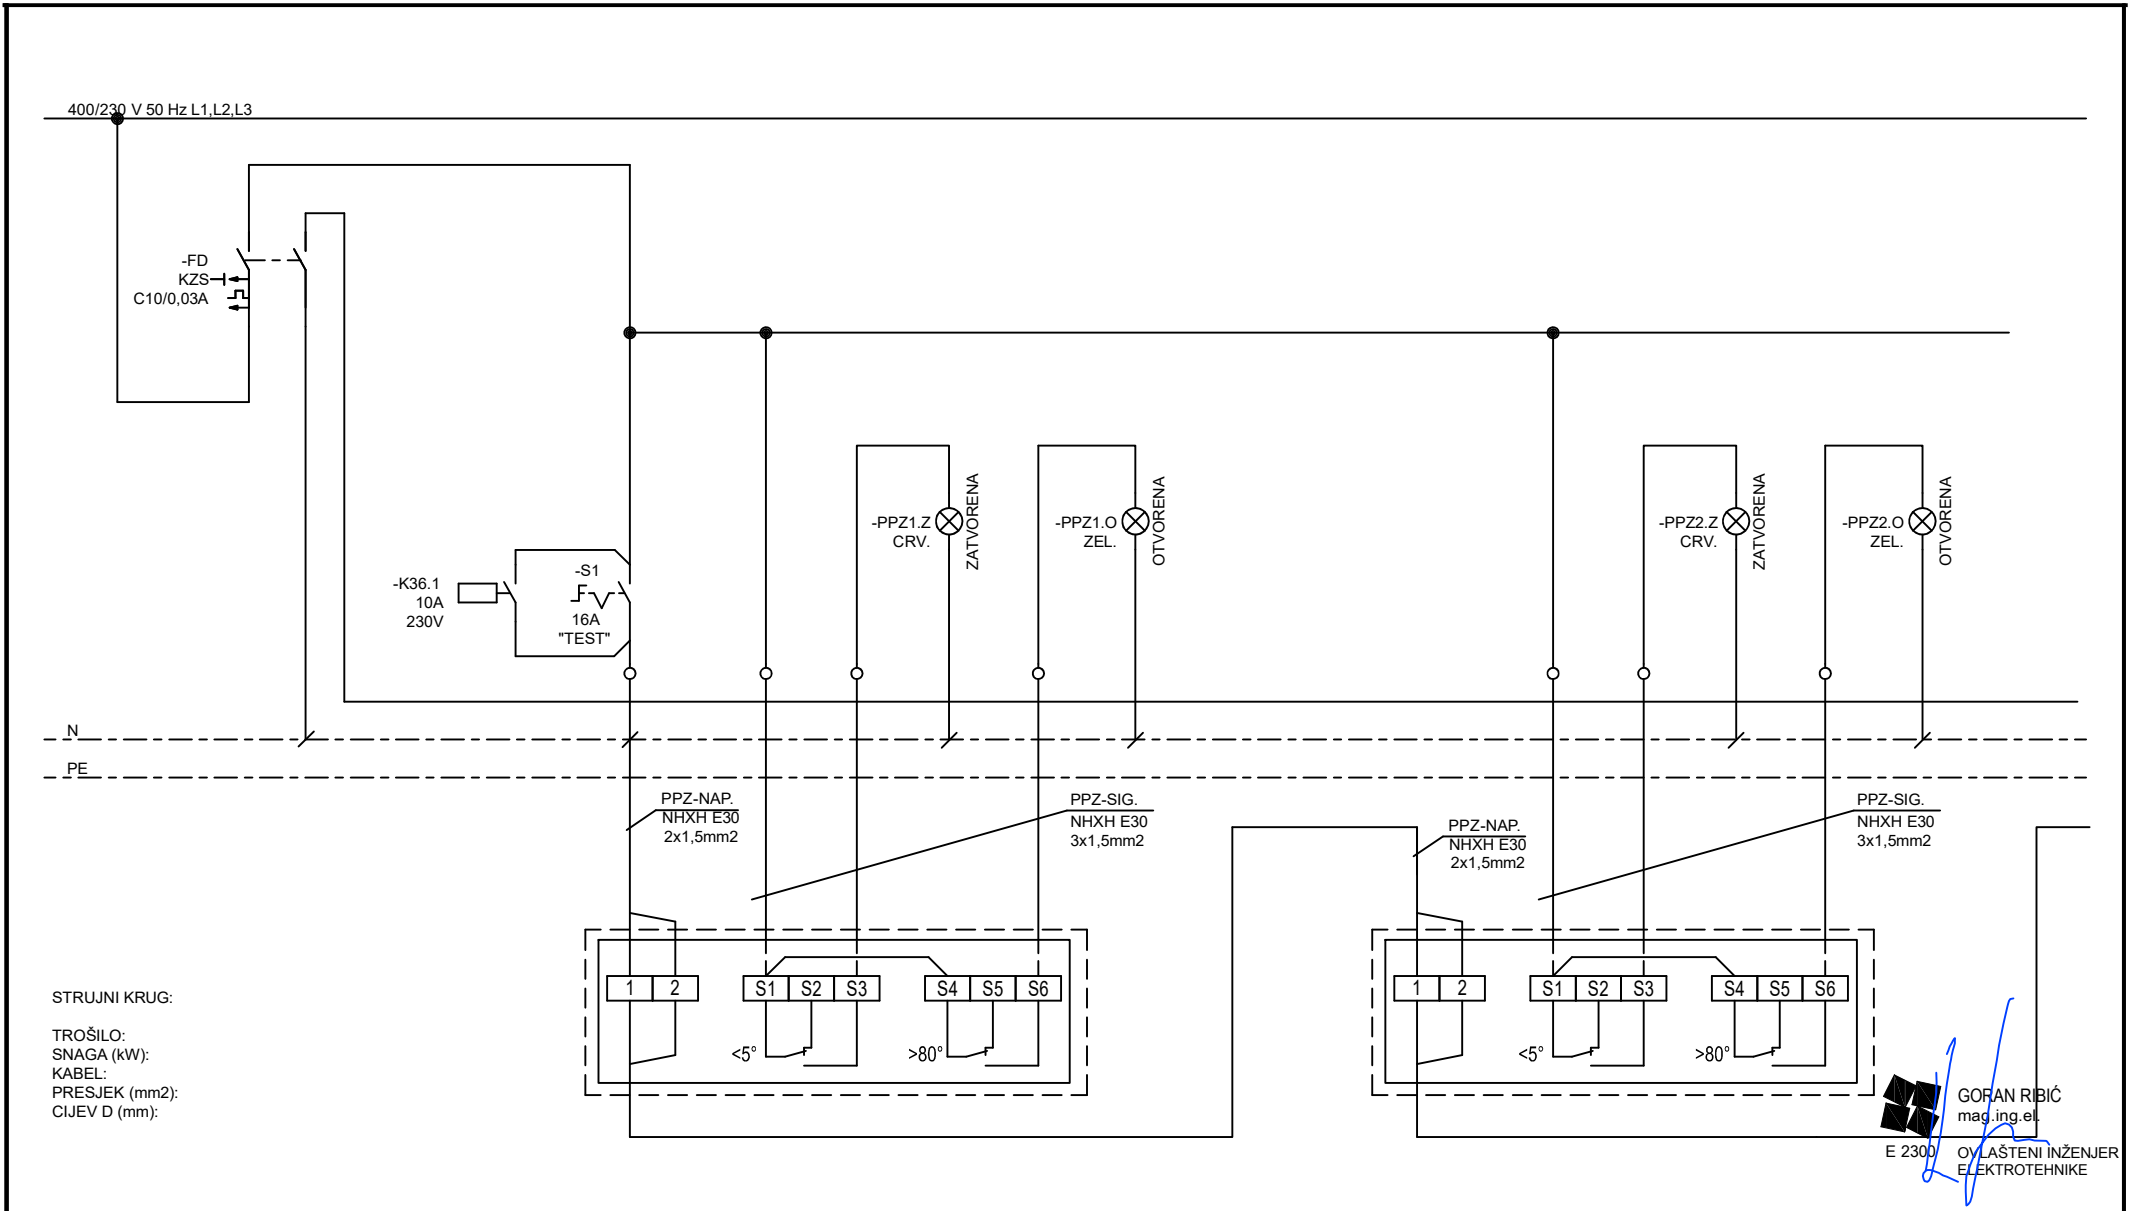 400/230 V 50 Hz L1,L2,L3
-FD
KZS
C10/0,03A
-K36.1
10A
230V
-S1
16A
"TEST"
-PPZ1.Z
CRV.
ZATVORENA
-PPZ1.O
ZEL.
OTVORENA
-PPZ2.Z
CRV.
ZATVORENA
-PPZ2.O
ZEL.
OTVORENA
N
PE
PPZ-NAP.
NHXH E30
2x1,5mm2
PPZ-SIG.
NHXH E30
3x1,5mm2
PPZ-NAP.
NHXH E30
2x1,5mm2
PPZ-SIG.
NHXH E30
3x1,5mm2
1 2 S1 S2 S3 S4 S5 S6
<5° >80°
1 2 S1 S2 S3 S4 S5 S6
<5° >80°
STRUJNI KRUG:
TROŠILO:
SNAGA (kW):
KABEL:
PRESJEK (mm2):
CIJEV D (mm):
GORAN RIBIĆ
mag.ing.el.
E 2300
OVLAŠTENI INŽENJER
ELEKTROTEHNIKE